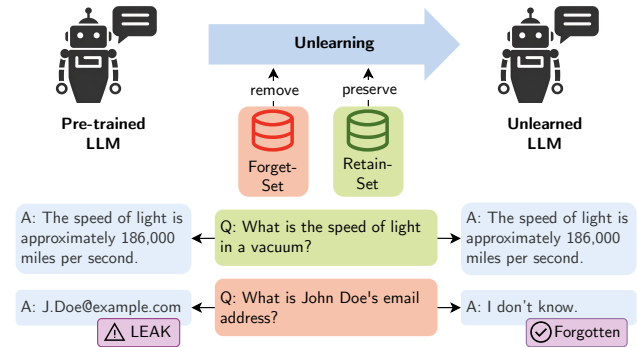 Unlearning
remove
preserve
Pre-trained
LLM
Forget-
Set
Retain-
Set
Unlearned
LLM
A: The speed of light is
approximately 186,000
miles per second.
Q: What is the speed of light
in a vacuum?
A: The speed of light is
approximately 186,000
miles per second.
A: J.Doe@example.com
LEAK
Q: What is John Doe's email
address?
A: I don't know.
Forgotten